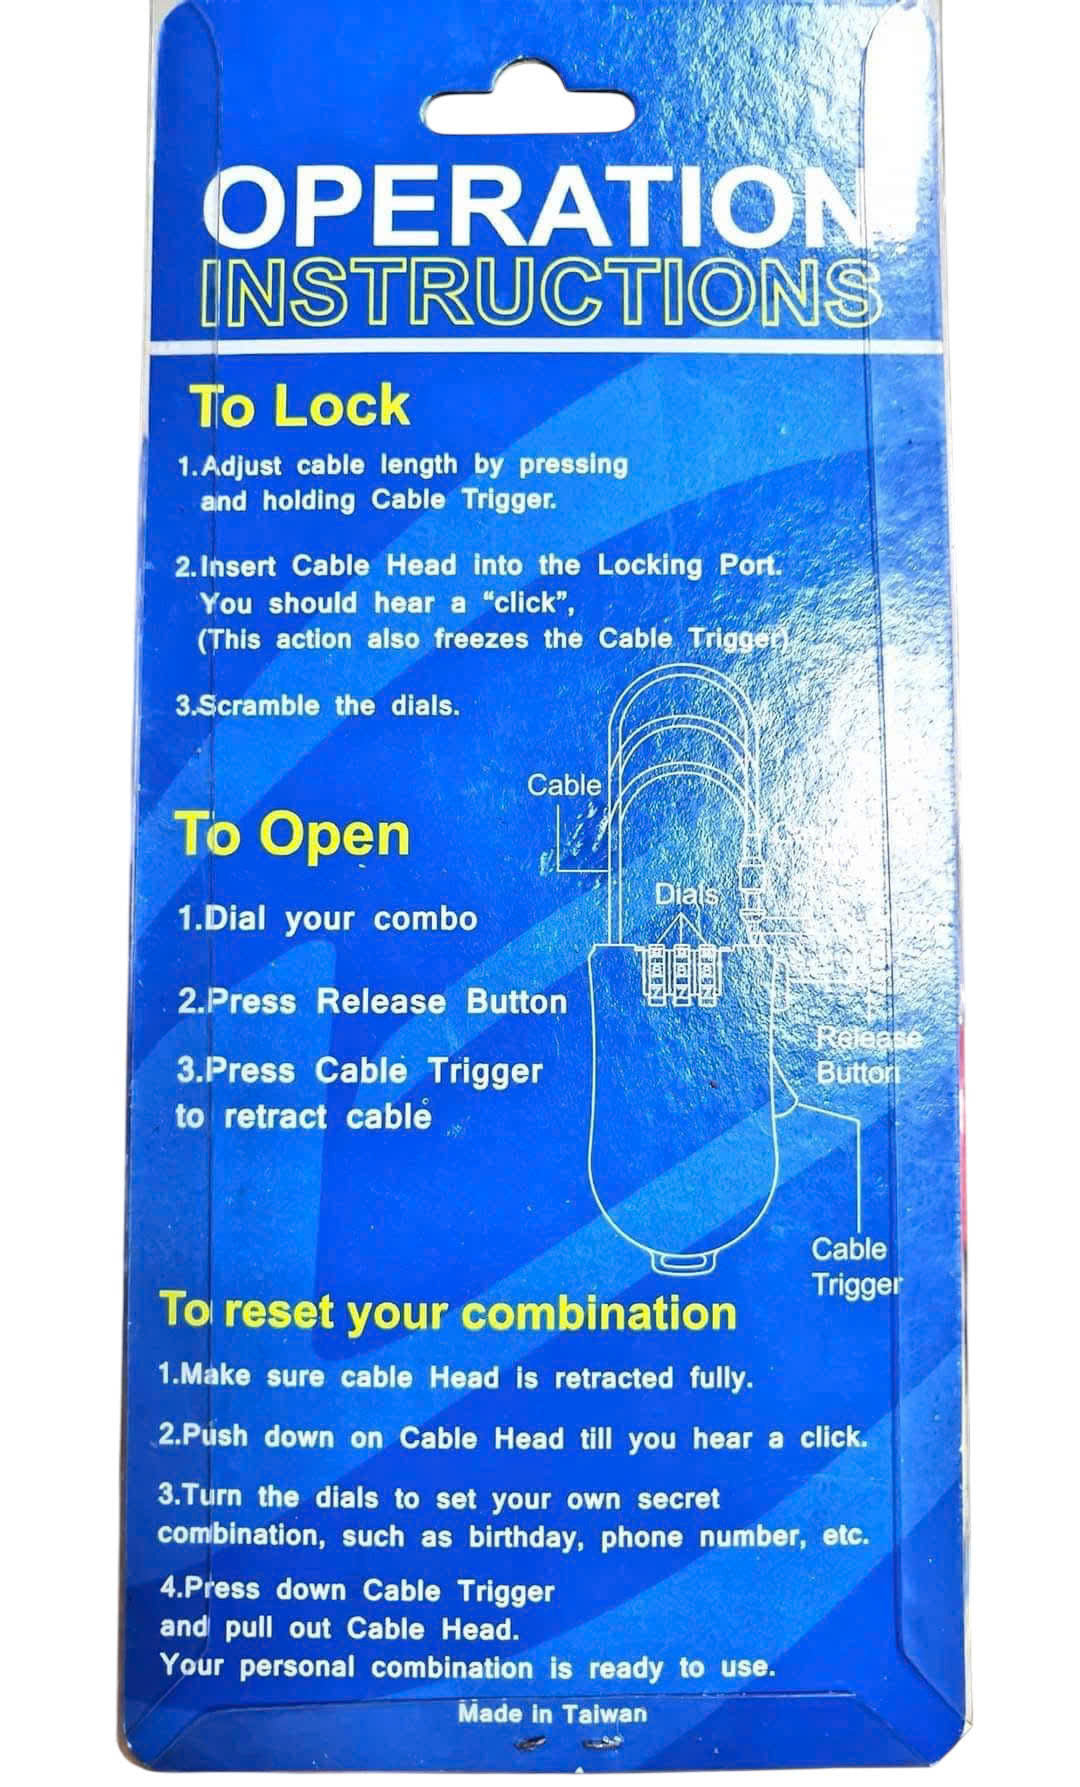 OPERATION
INSTRUCTIONS
To Lock
1.Adjust cable length by pressing
and holding Cable Trigger.
2.Insert Cable Head into the Locking Port.
You should hear a “click”,
(This action also freezes the Cable Trigger)
3.Scramble the dials.
Cable
To Open
Dials
1.Dial your combo
2.Press Release Button
Release
Button
3.Press Cable Trigger
to retract cable
Cable
Trigger
To reset your combination
1.Make sure cable Head is retracted fully.
2.Push down on Cable Head till you hear a click.
3.Turn the dials to set your own secret
combination, such as birthday, phone number, etc.
4.Press down Cable Trigger
and pull out Cable Head.
Your personal combination is ready to use.
Made in Taiwan